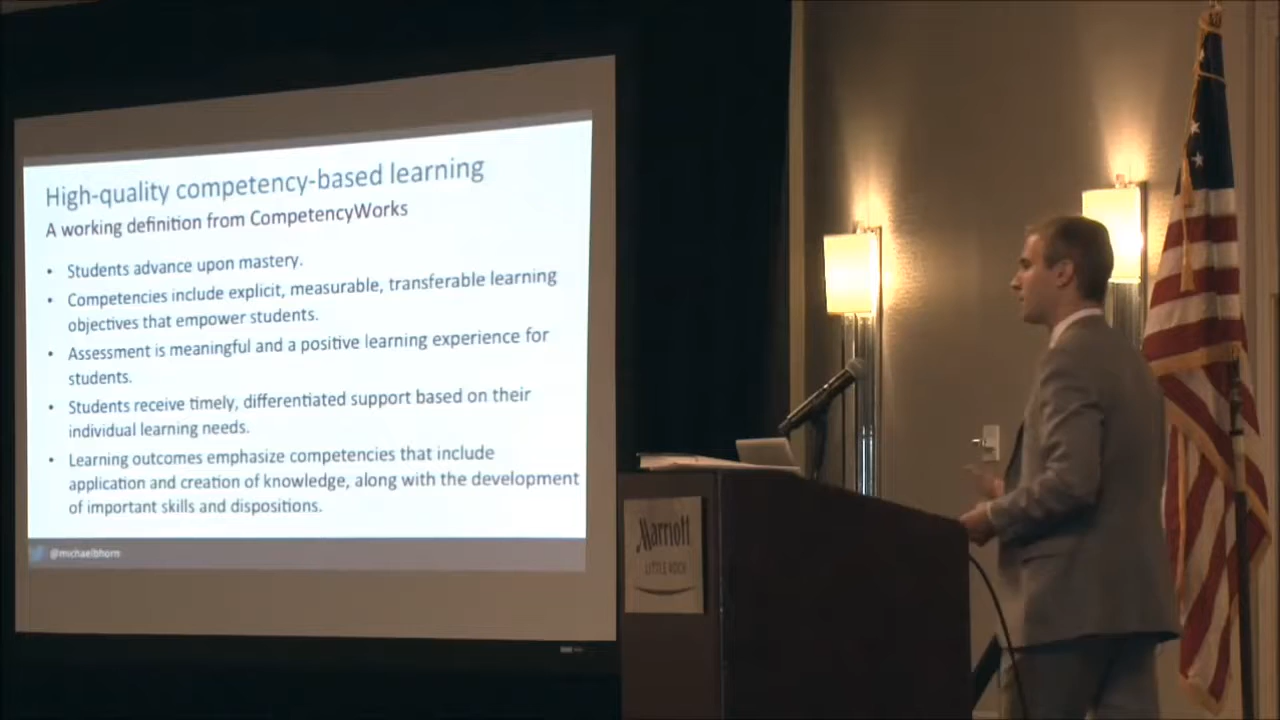 High-quality competency-based learning
A working definition from CompetencyWorks
• Students advance upon mastery.
• Competencies include explicit, measurable, transferable learning
objectives that empower students.
• Assessment is meaningful and a positive learning experience for
students.
• Students receive timely, differentiated support based on their
individual learning needs.
• Learning outcomes emphasize competencies that include
application and creation of knowledge, along with the development
of important skills and dispositions.
@michaelbhorn
Marriott
LITTLE ROCK